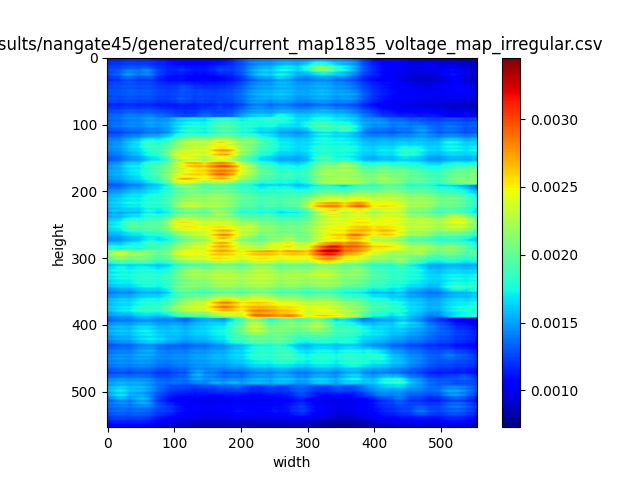 sults/nangate45/generated/current_map1835_voltage_map_irregular.csv
0
100
200
300
400
500
height
0 100 200 300 400 500
width
0.0030
0.0025
0.0020
0.0015
0.0010